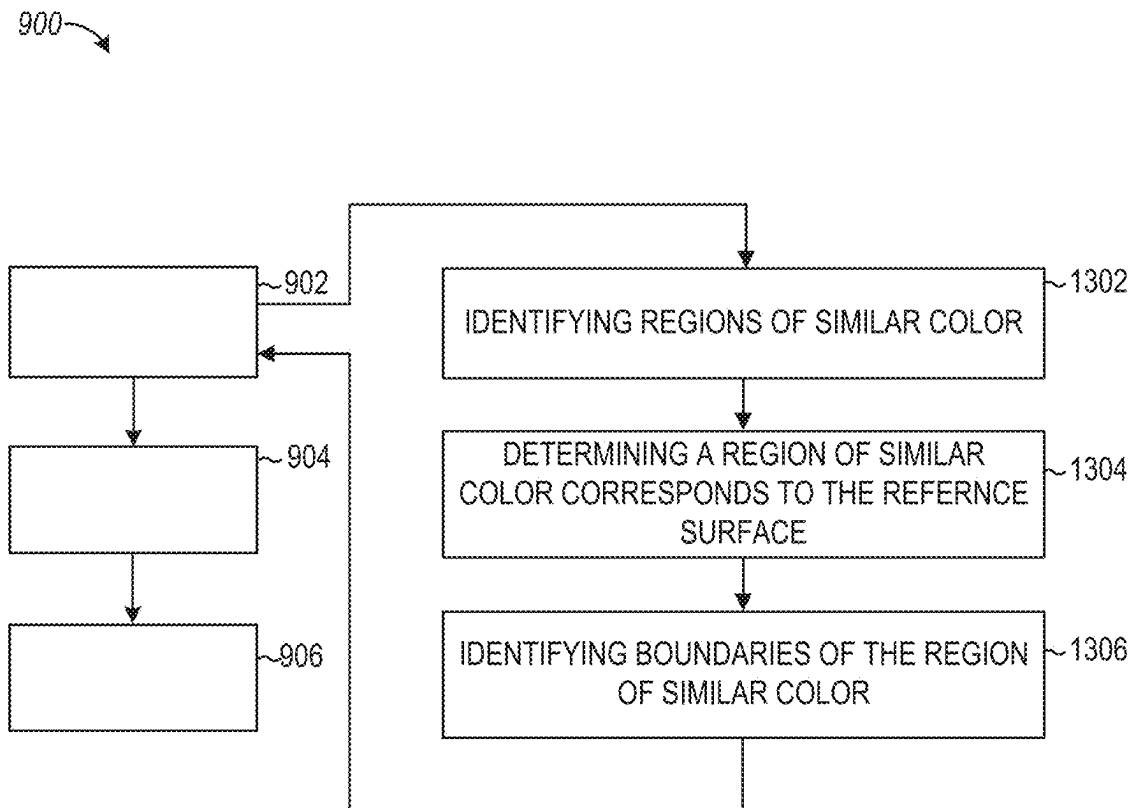 900
902
904
906
IDENTIFYING REGIONS OF SIMILAR COLOR
1302
DETERMINING A REGION OF SIMILAR
COLOR CORRESPONDS TO THE REFERNCE
SURFACE
1304
IDENTIFYING BOUNDARIES OF THE REGION
OF SIMILAR COLOR
1306